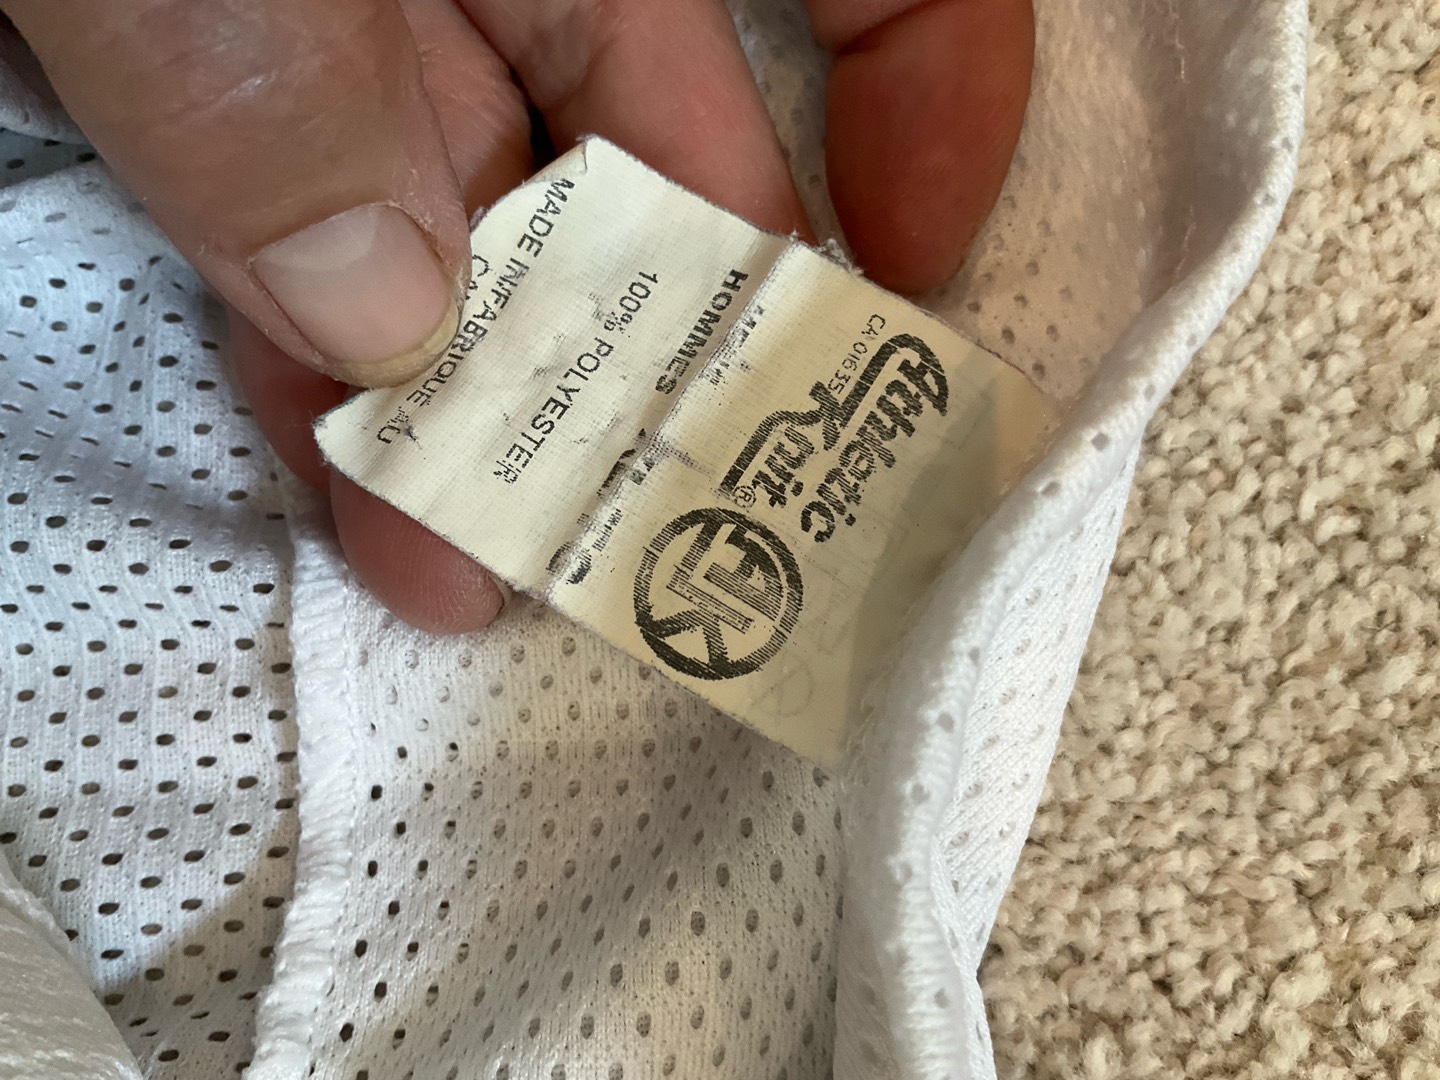 Athletic
Knit®
CA 01635
AK
HOMMES
100% POLYESTER
MADE IN/FABRIQUE AU